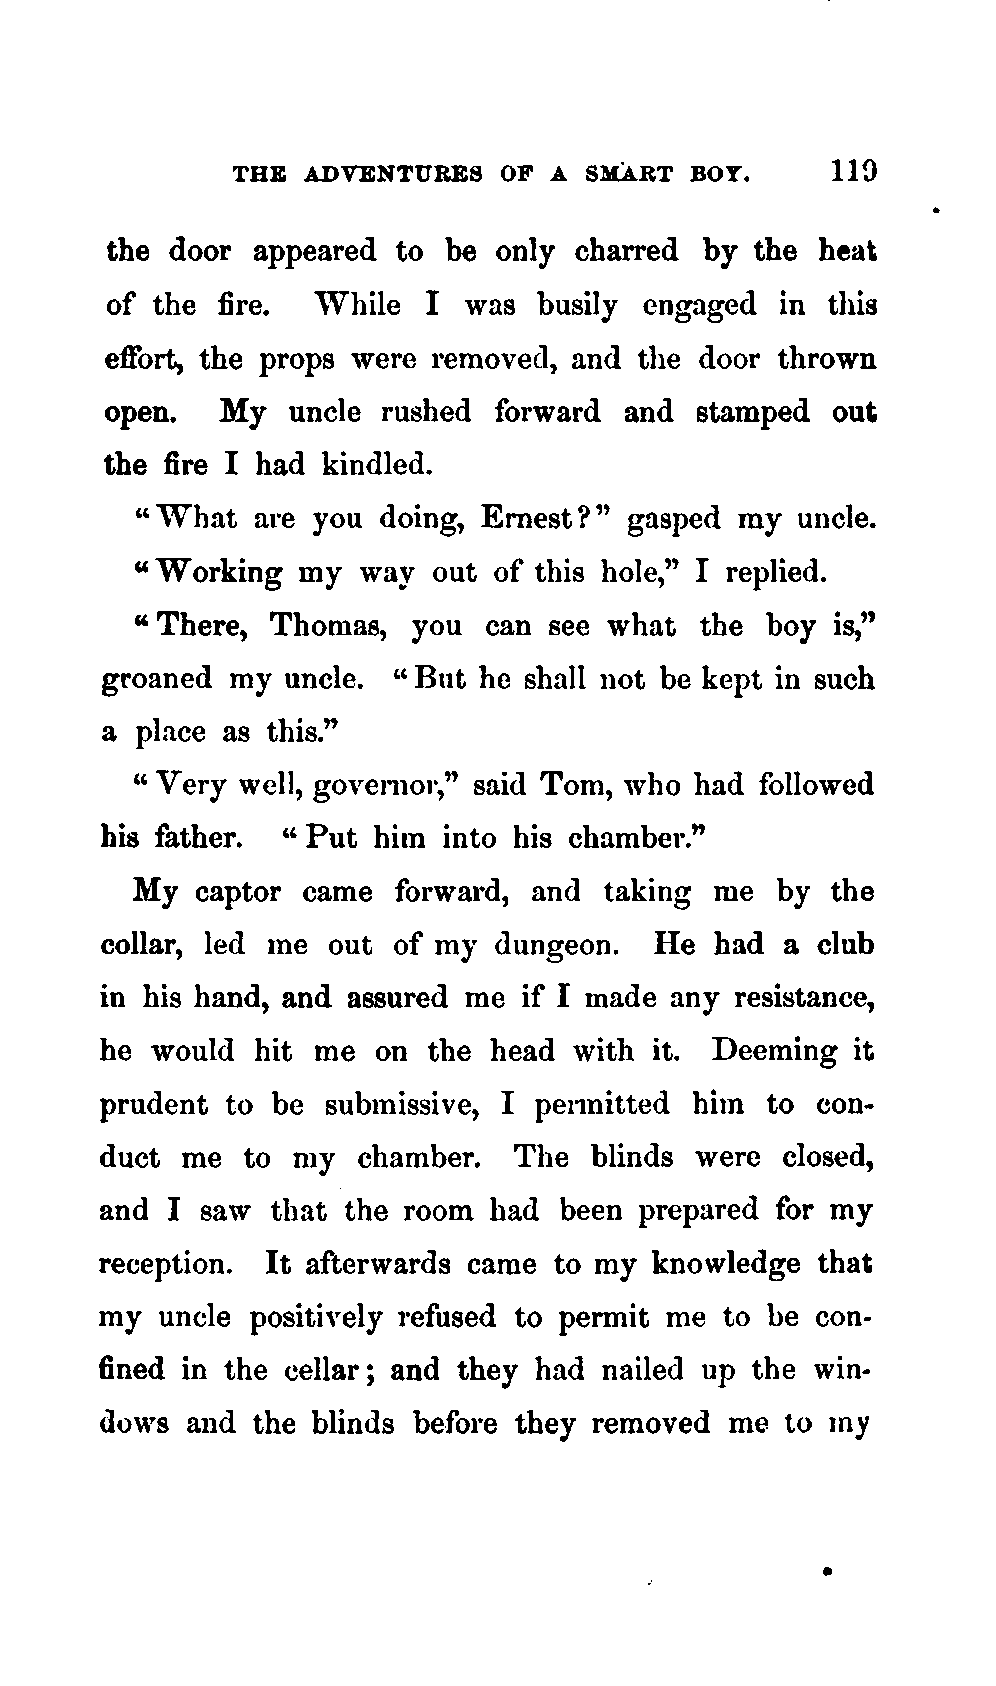 THE ADVENTURES OF A SMART BOY. 119
the door appeared to be only charred by the heat
of the fire. While I was busily engaged in this
effort, the props were removed, and the door thrown
open. My uncle rushed forward and stamped out
the fire I had kindled.
“What are you doing, Ernest?” gasped my uncle.
“Working my way out of this hole,” I replied.
“There, Thomas, you can see what the boy is,”
groaned my uncle. “But he shall not be kept in such
a place as this.”
“Very well, governor,” said Tom, who had followed
his father. “Put him into his chamber.”
My captor came forward, and taking me by the
collar, led me out of my dungeon. He had a club
in his hand, and assured me if I made any resistance,
he would hit me on the head with it. Deeming it
prudent to be submissive, I permitted him to con-
duct me to my chamber. The blinds were closed,
and I saw that the room had been prepared for my
reception. It afterwards came to my knowledge that
my uncle positively refused to permit me to be con-
fined in the cellar; and they had nailed up the win-
dows and the blinds before they removed me to my